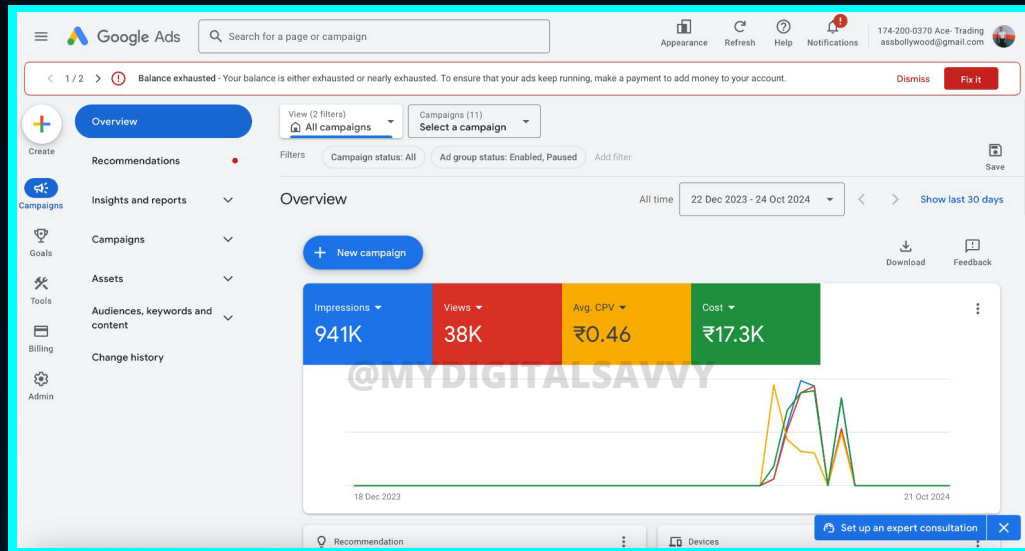 Google Ads
Search for a page or campaign
Appearance
Refresh
Help
Notifications
174-200-0370 Ace- Trading
assbollywood@gmail.com
1 / 2
Balance exhausted - Your balance is either exhausted or nearly exhausted. To ensure that your ads keep running, make a payment to add money to your account.
Dismiss
Fix it
Create
Campaigns
Goals
Tools
Billing
Admin
Overview
Recommendations
Insights and reports
Campaigns
Assets
Audiences, keywords and
content
Change history
View (2 filters)
All campaigns
Campaigns (11)
Select a campaign
Filters
Campaign status: All
Ad group status: Enabled, Paused
Add filter
Save
Overview
All time
22 Dec 2023 - 24 Oct 2024
Show last 30 days
New campaign
Download
Feedback
Impressions
941K
Views
38K
Avg. CPV
₹0.46
Cost
₹17.3K
@MYDIGITALSAVVY
18 Dec 2023
21 Oct 2024
Set up an expert consultation
Recommendation
Devices